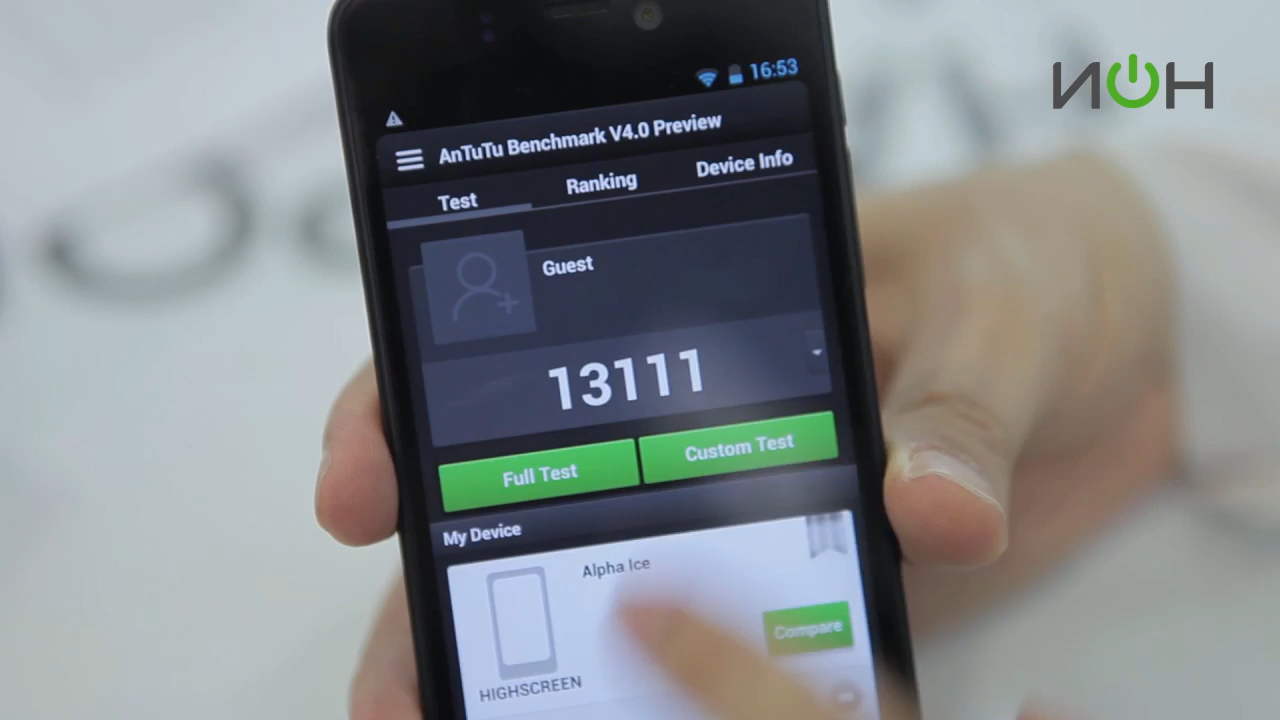 ИОН
16:53
AnTuTu Benchmark V4.0 Preview
Test Ranking Device Info
Guest
13111
Full Test Custom Test
My Device
Alpha Ice
Compare
HIGHSCREEN